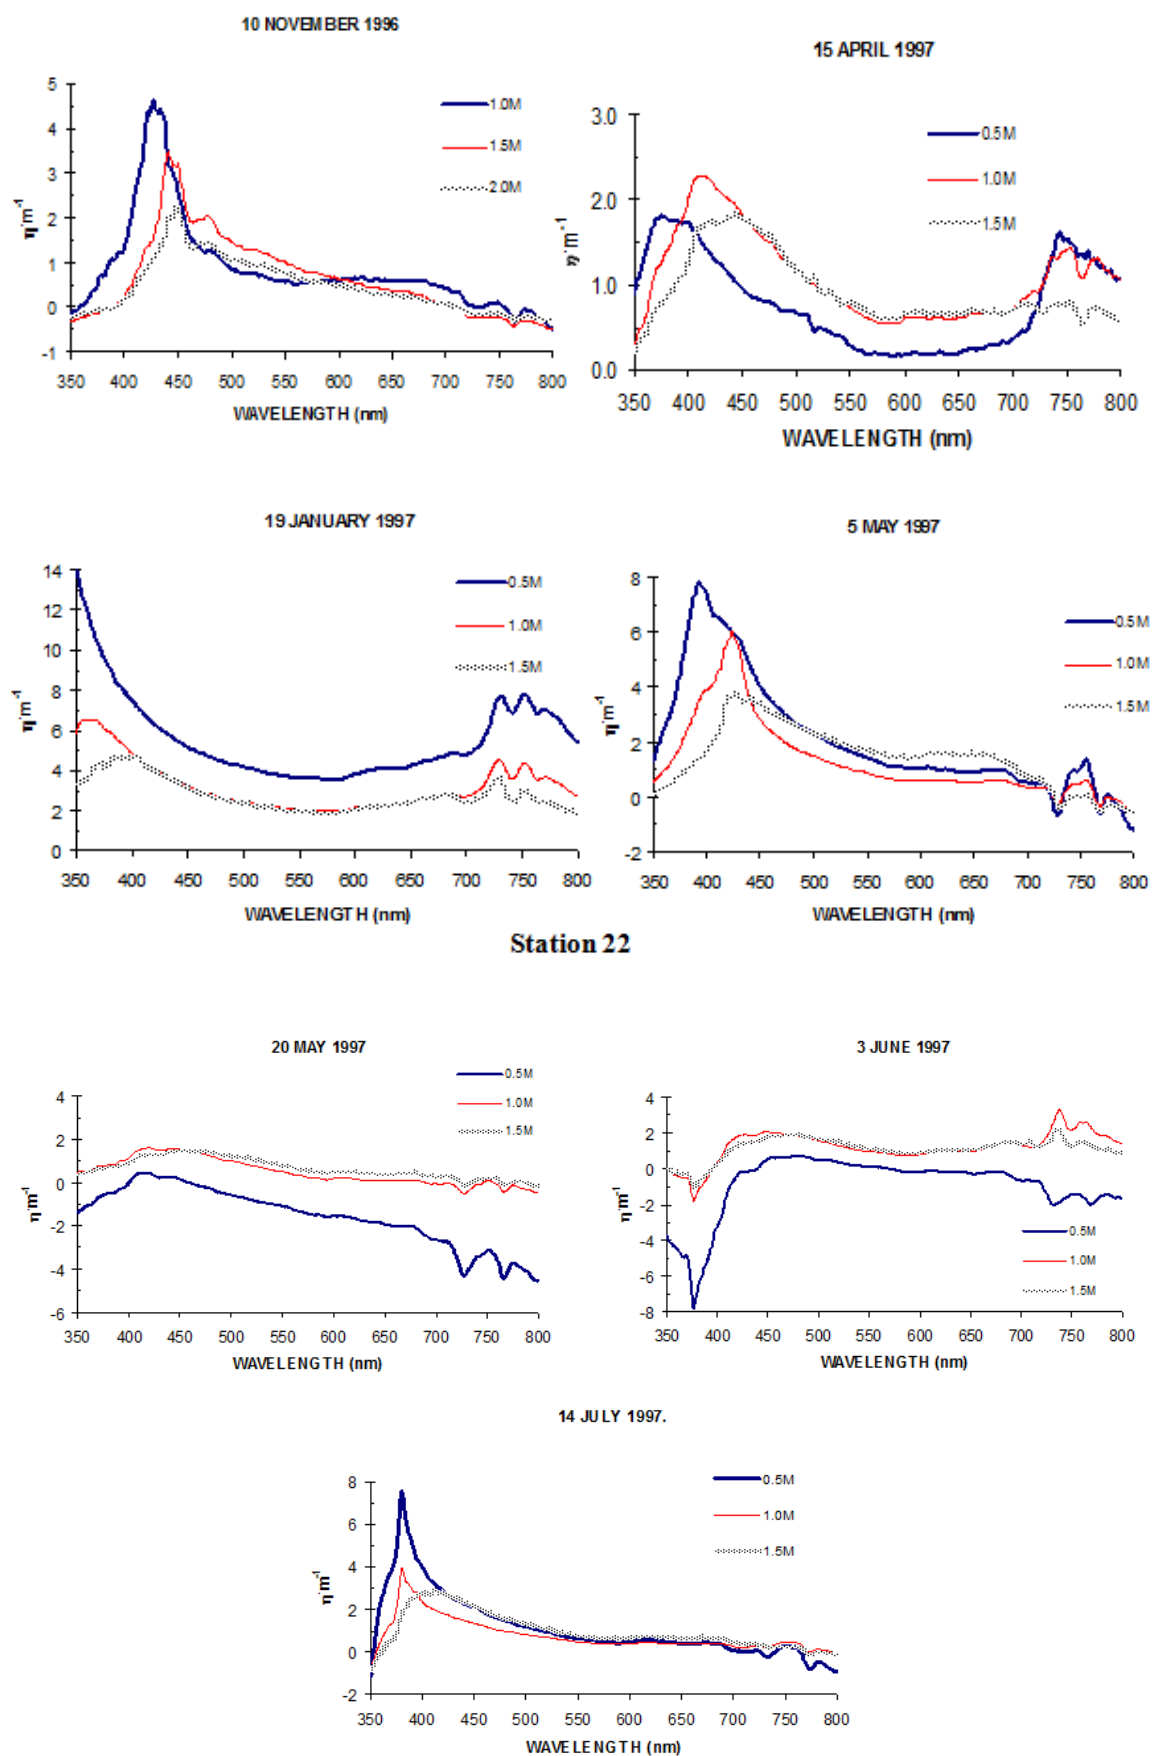 10 NOVEMBER 1996
5
4
3
2
1
0
-1
η m⁻¹
1.0M
1.5M
2.0M
350 400 450 500 550 600 650 700 750 800
WAVELENGTH (nm)
15 APRIL 1997
3.0
2.0
1.0
0.0
η m⁻¹
0.5M
1.0M
1.5M
350 400 450 500 550 600 650 700 750 800
WAVELENGTH (nm)
19 JANUARY 1997
14
12
10
8
6
4
2
0
η m⁻¹
0.5M
1.0M
1.5M
350 400 450 500 550 600 650 700 750 800
WAVELENGTH (nm)
5 MAY 1997
8
6
4
2
0
-2
η m⁻¹
0.5M
1.0M
1.5M
350 400 450 500 550 600 650 700 750 800
WAVELENGTH (nm)
Station 22
20 MAY 1997
4
2
0
-2
-4
-6
η m⁻¹
0.5M
1.0M
1.5M
350 400 450 500 550 600 650 700 750 800
WAVELENGTH (nm)
3 JUNE 1997
4
2
0
-2
-4
-6
-8
η m⁻¹
0.5M
1.0M
1.5M
350 400 450 500 550 600 650 700 750 800
WAVELENGTH (nm)
14 JULY 1997.
8
6
4
2
0
-2
η m⁻¹
0.5M
1.0M
1.5M
350 400 450 500 550 600 650 700 750 800
WAVELENGTH (nm)